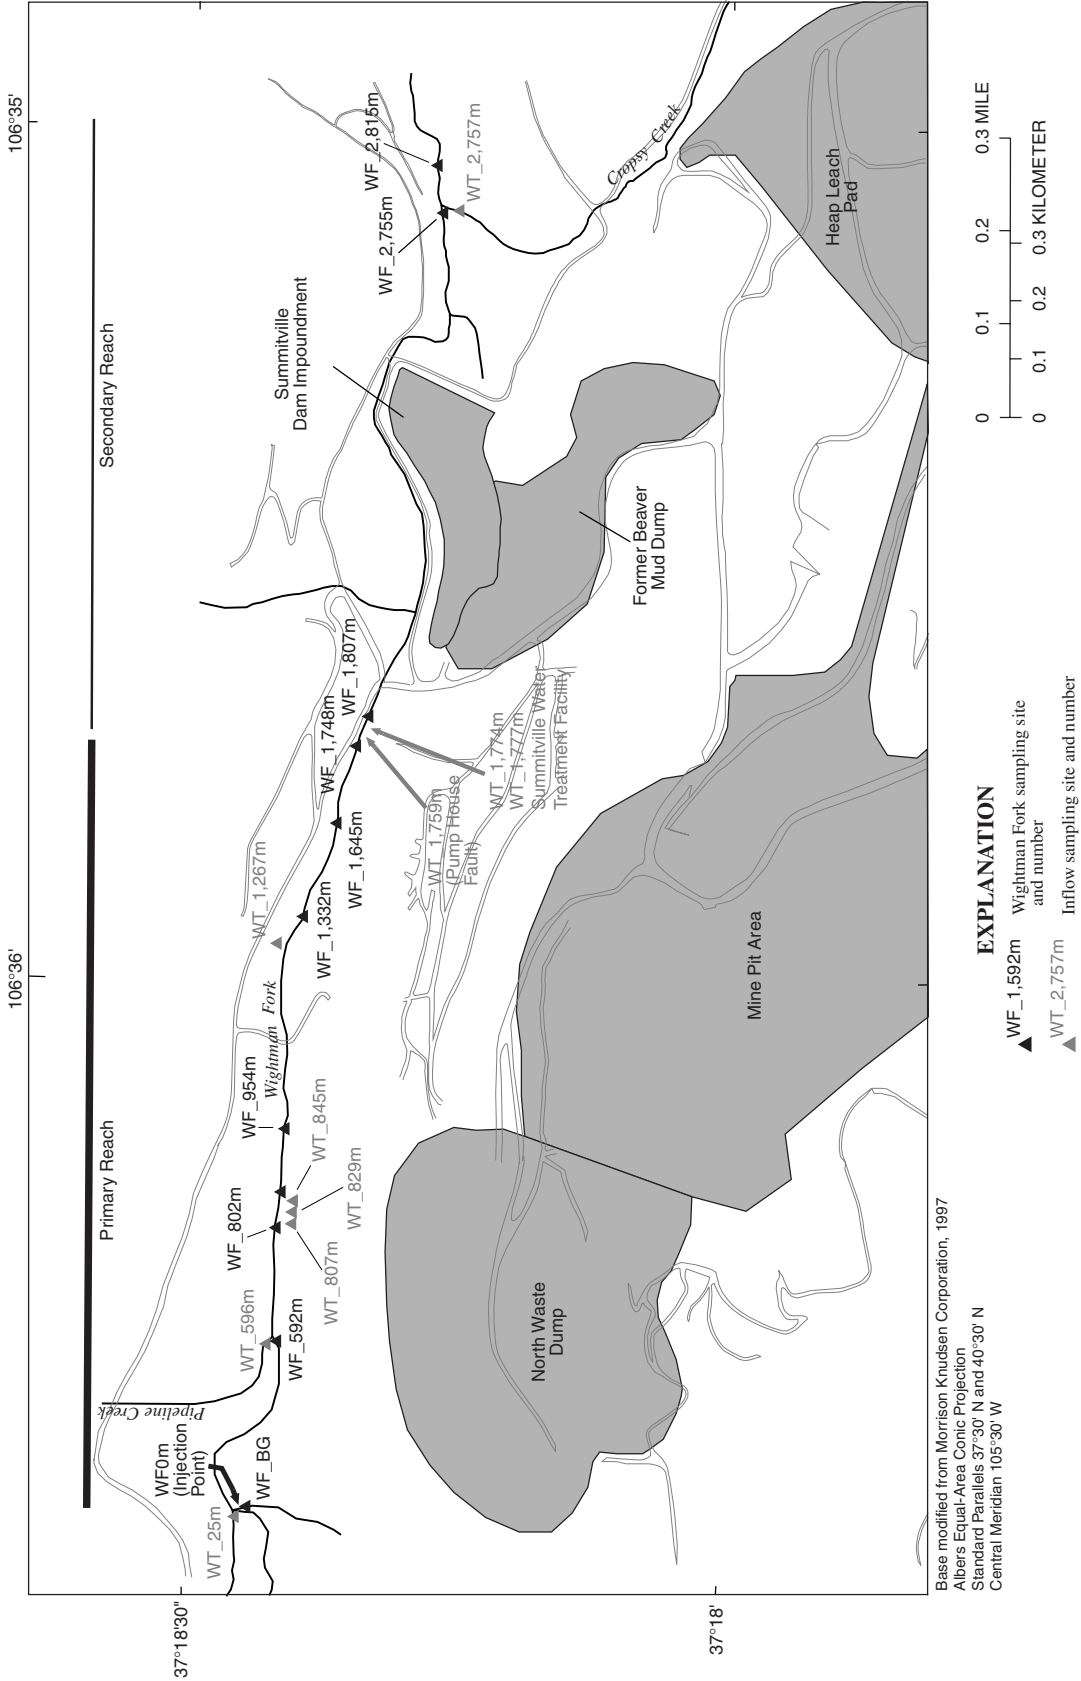 106°36'
106°35'
37°18'30"
37°18'
Primary Reach
Secondary Reach
WT_25m
WF0m
(Injection
Point)
WF_BG
Pipeline Creek
WT_596m
WF_592m
WF_802m
WT_807m
WT_829m
WT_845m
WF_954m
Wightman Fork
WT_1,267m
WF_1,332m
WF_1,645m
WF_1,748m
WF_1,807m
WT_1,759m
(Pump House
Fault)
WT_1,774m
WT_1,777m
Summitville Water
Treatment Facility
Summitville
Dam Impoundment
WF_2,755m
WF_2,815m
WT_2,757m
Cropsy Creek
North Waste
Dump
Mine Pit Area
Former Beaver
Mud Dump
Heap Leach
Pad
Base modified from Morrison Knudsen Corporation, 1997
Albers Equal-Area Conic Projection
Standard Parallels 37°30' N and 40°30' N
Central Meridian 105°30' W
EXPLANATION
WF_1,592m Wightman Fork sampling site
and number
WT_2,757m Inflow sampling site and number
0 0.1 0.2 0.3 MILE
0 0.1 0.2 0.3 KILOMETER